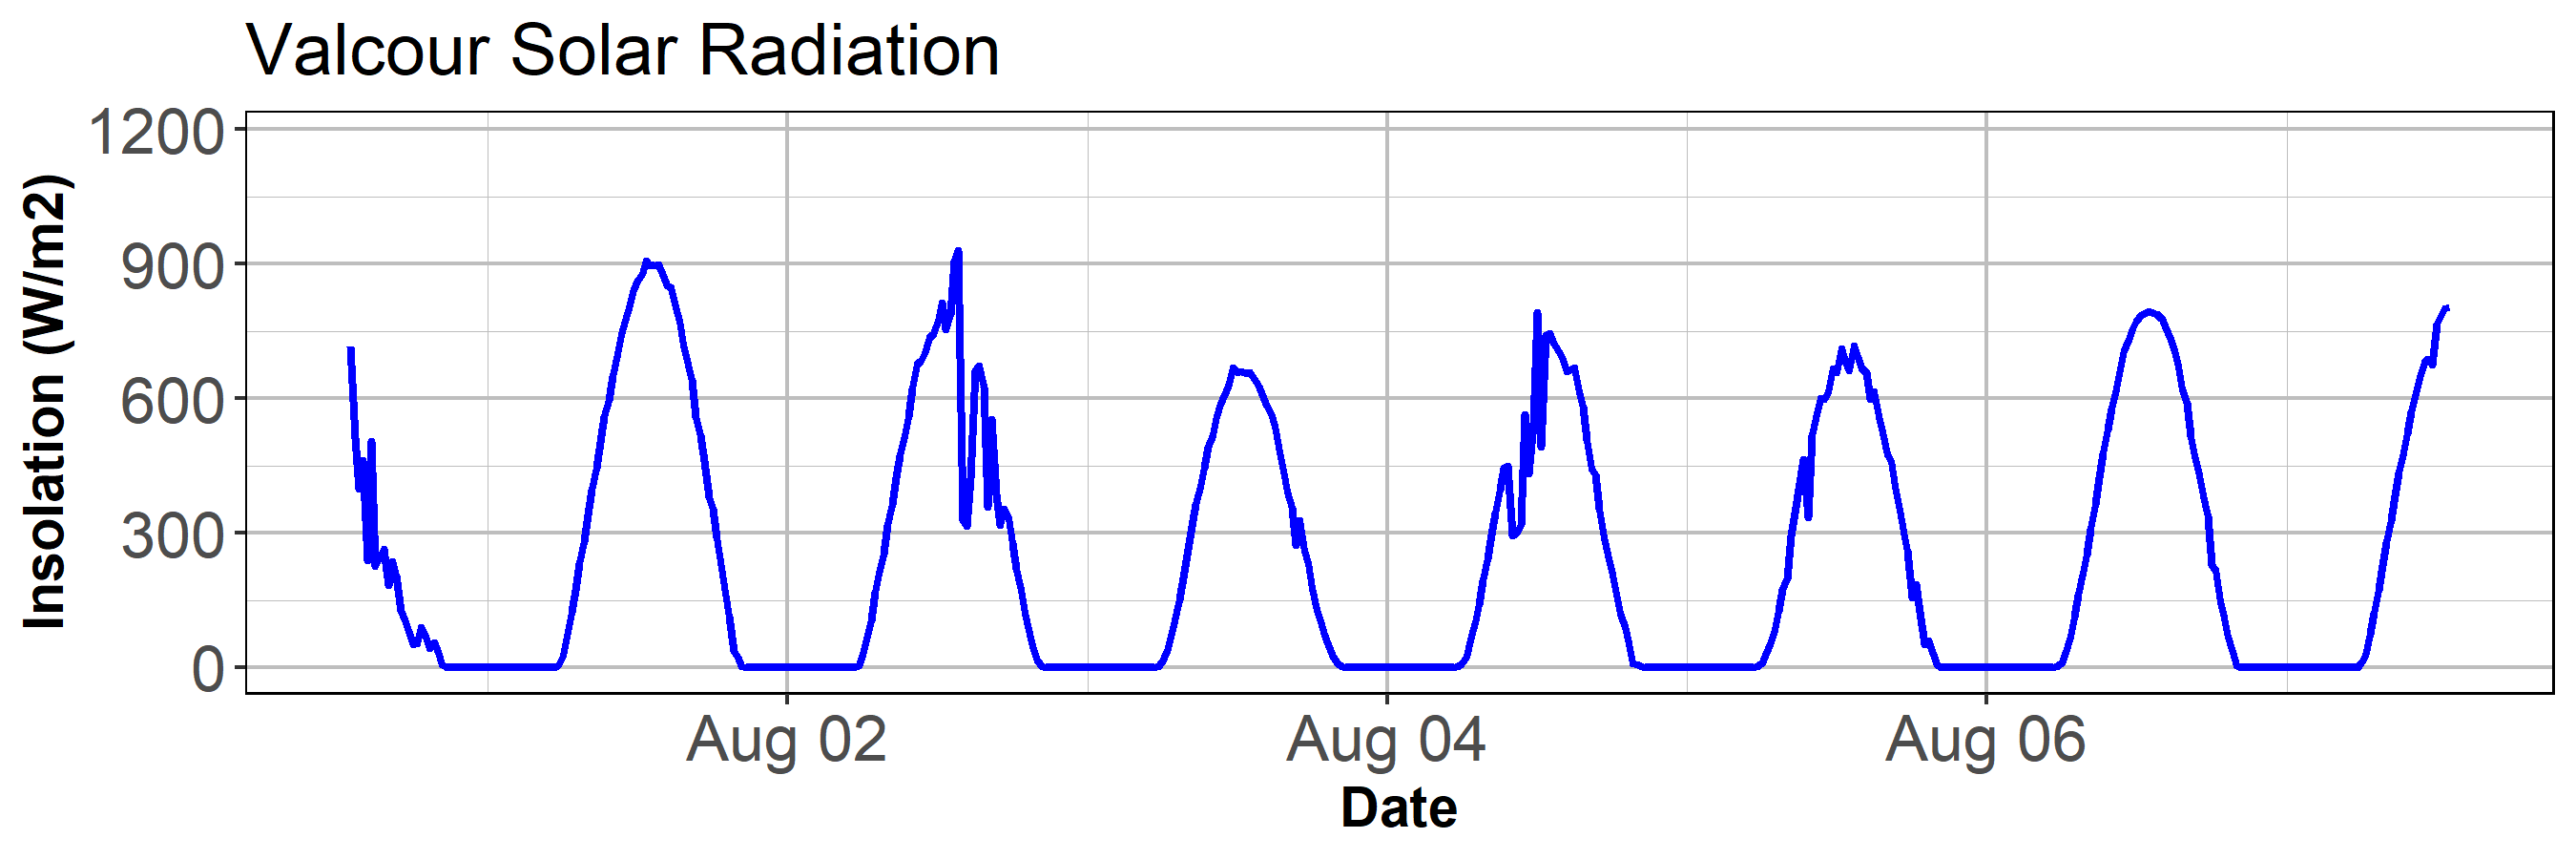 Valcour Solar Radiation
1200
900
600
300
0
Insolation (W/m2)
Aug 02 Aug 04 Aug 06
Date